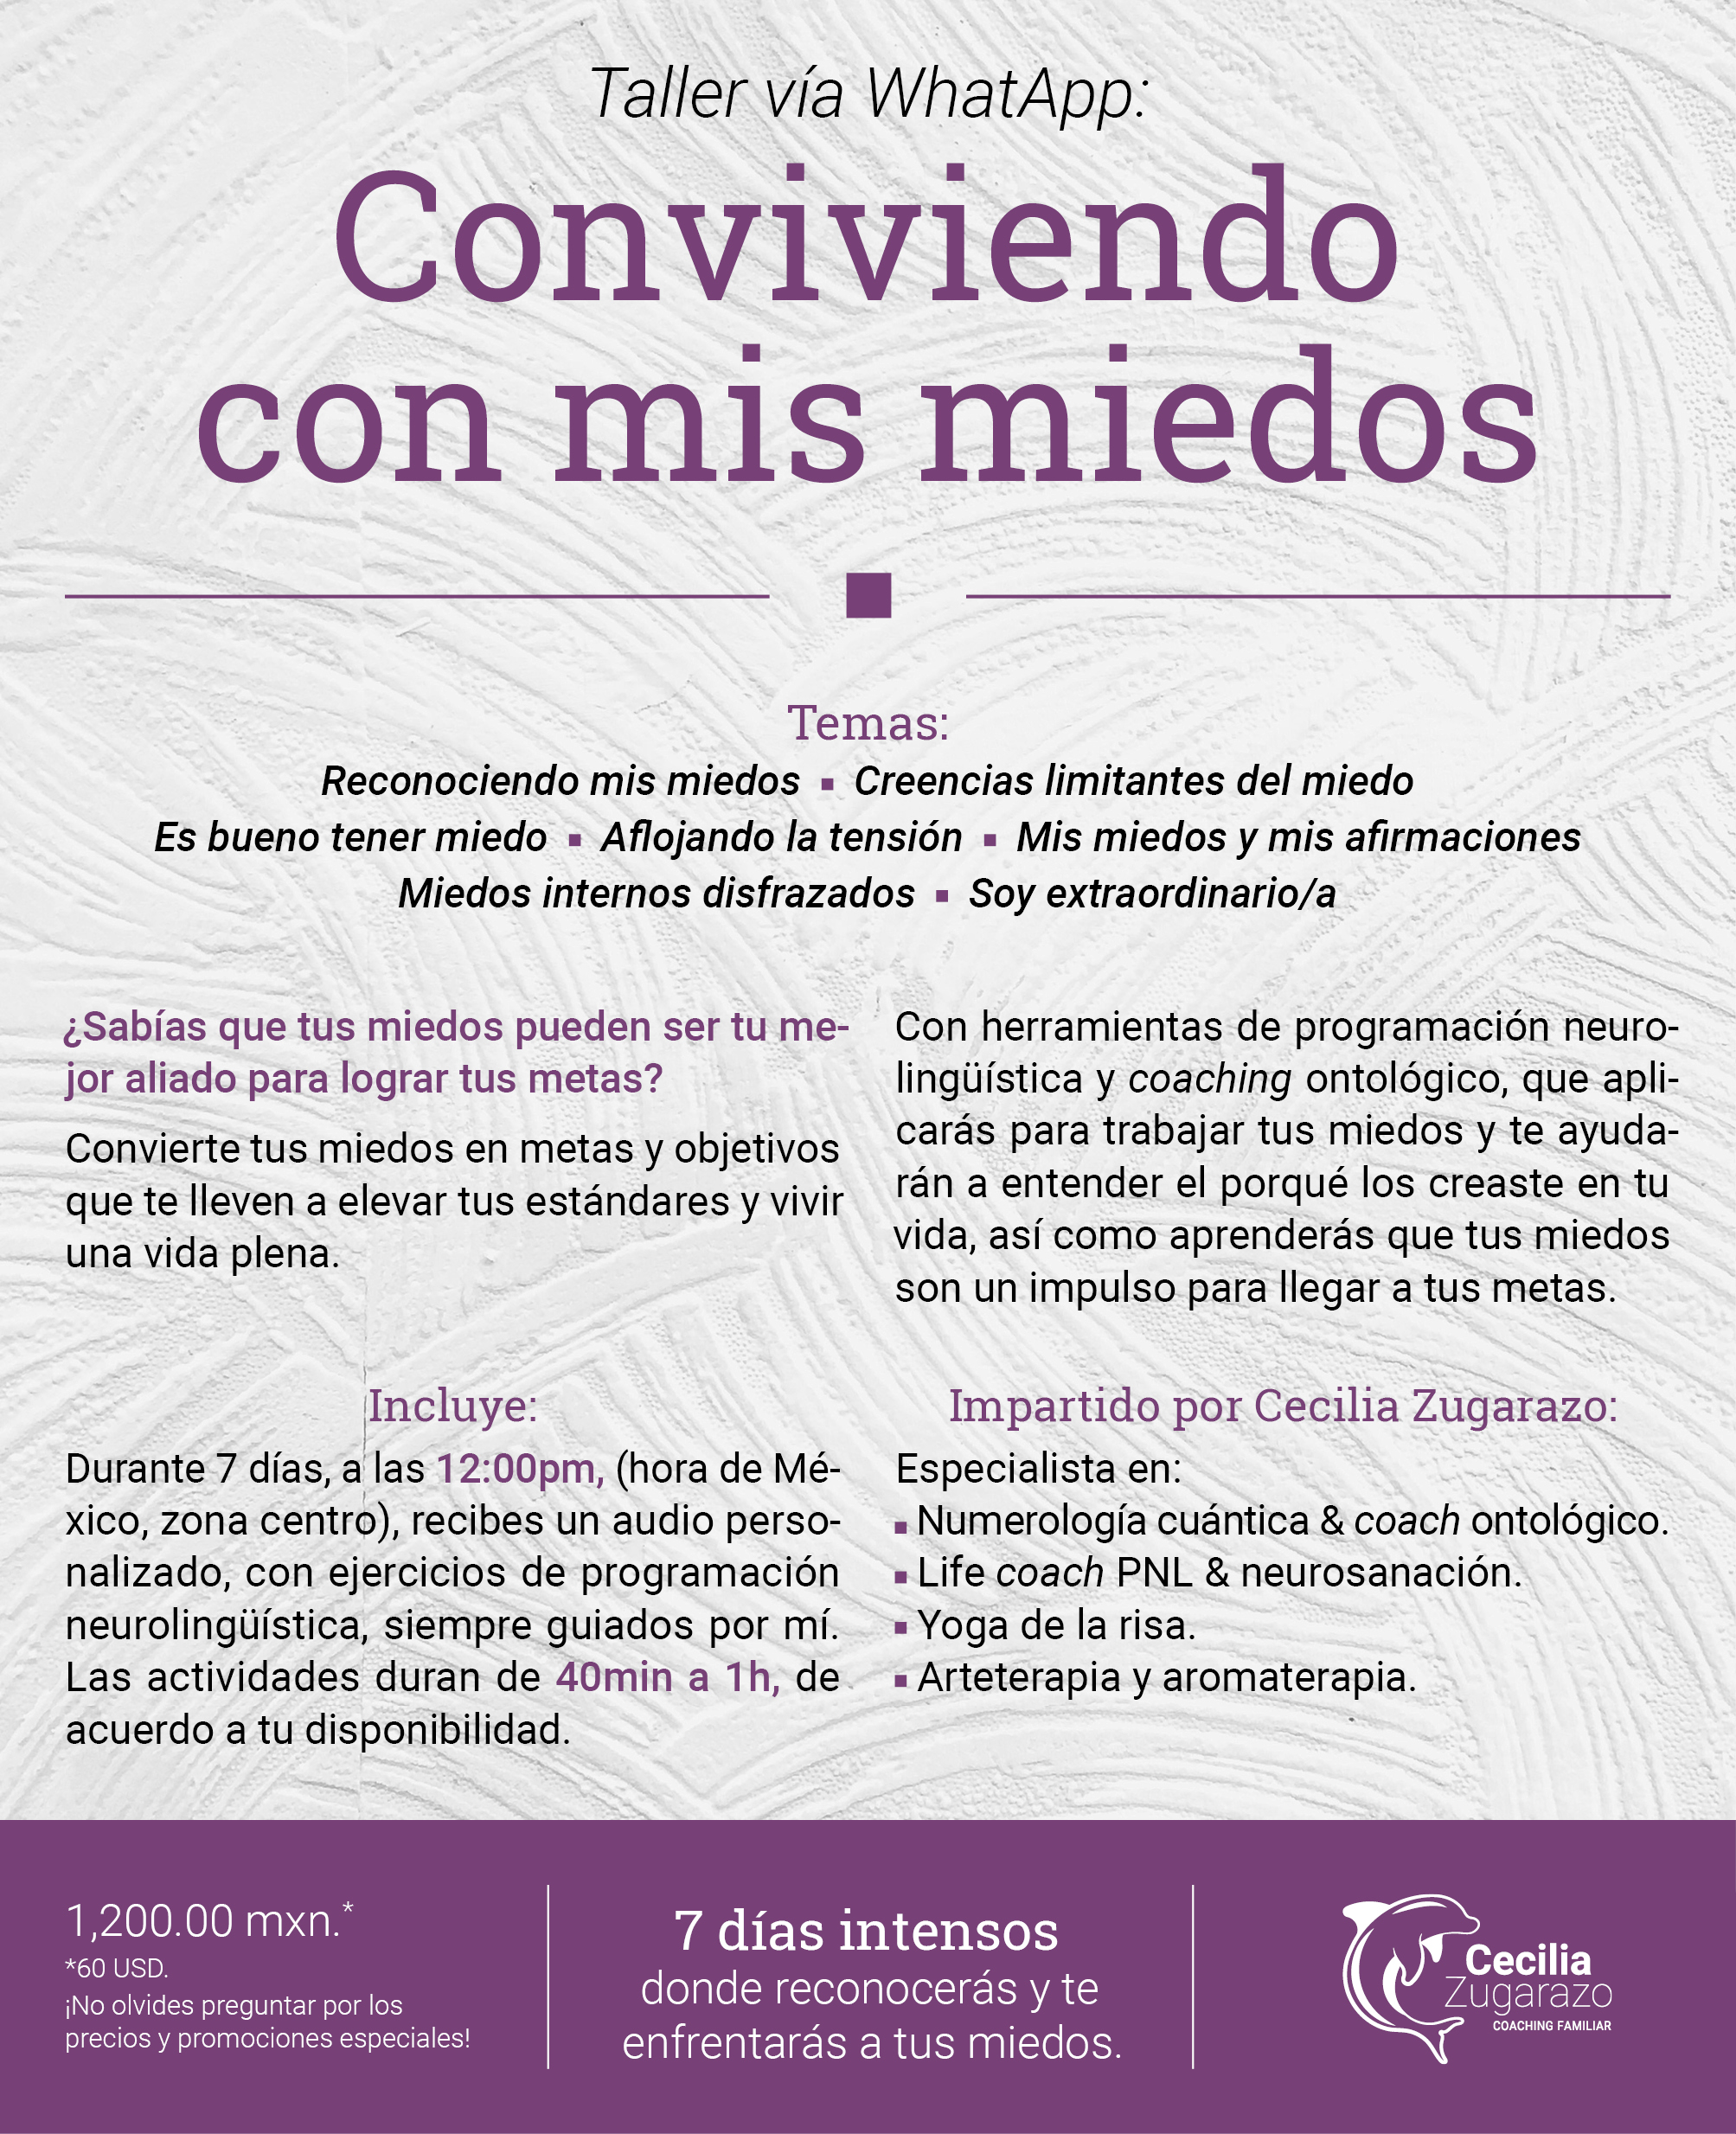 Taller vía WhatApp:
Conviviendo
con mis miedos
Temas:
Reconociendo mis miedos ▪ Creencias limitantes del miedo
Es bueno tener miedo ▪ Aflojando la tensión ▪ Mis miedos y mis afirmaciones
Miedos internos disfrazados ▪ Soy extraordinario/a
¿Sabías que tus miedos pueden ser tu me-
jor aliado para lograr tus metas?
Convierte tus miedos en metas y objetivos
que te lleven a elevar tus estándares y vivir
una vida plena.
Con herramientas de programación neuro-
lingüística y coaching ontológico, que apli-
carás para trabajar tus miedos y te ayuda-
rán a entender el porqué los creaste en tu
vida, así como aprenderás que tus miedos
son un impulso para llegar a tus metas.
Incluye:
Durante 7 días, a las 12:00pm, (hora de Mé-
xico, zona centro), recibes un audio perso-
nalizado, con ejercicios de programación
neurolingüística, siempre guiados por mí.
Las actividades duran de 40min a 1h, de
acuerdo a tu disponibilidad.
Impartido por Cecilia Zugarazo:
Especialista en:
▪ Numerología cuántica & coach ontológico.
▪ Life coach PNL & neurosanación.
▪ Yoga de la risa.
▪ Arteterapia y aromaterapia.
1,200.00 mxn.*
*60 USD.
¡No olvides preguntar por los
precios y promociones especiales!
7 días intensos
donde reconocerás y te
enfrentarás a tus miedos.
Cecilia
Zugarazo
COACHING FAMILIAR